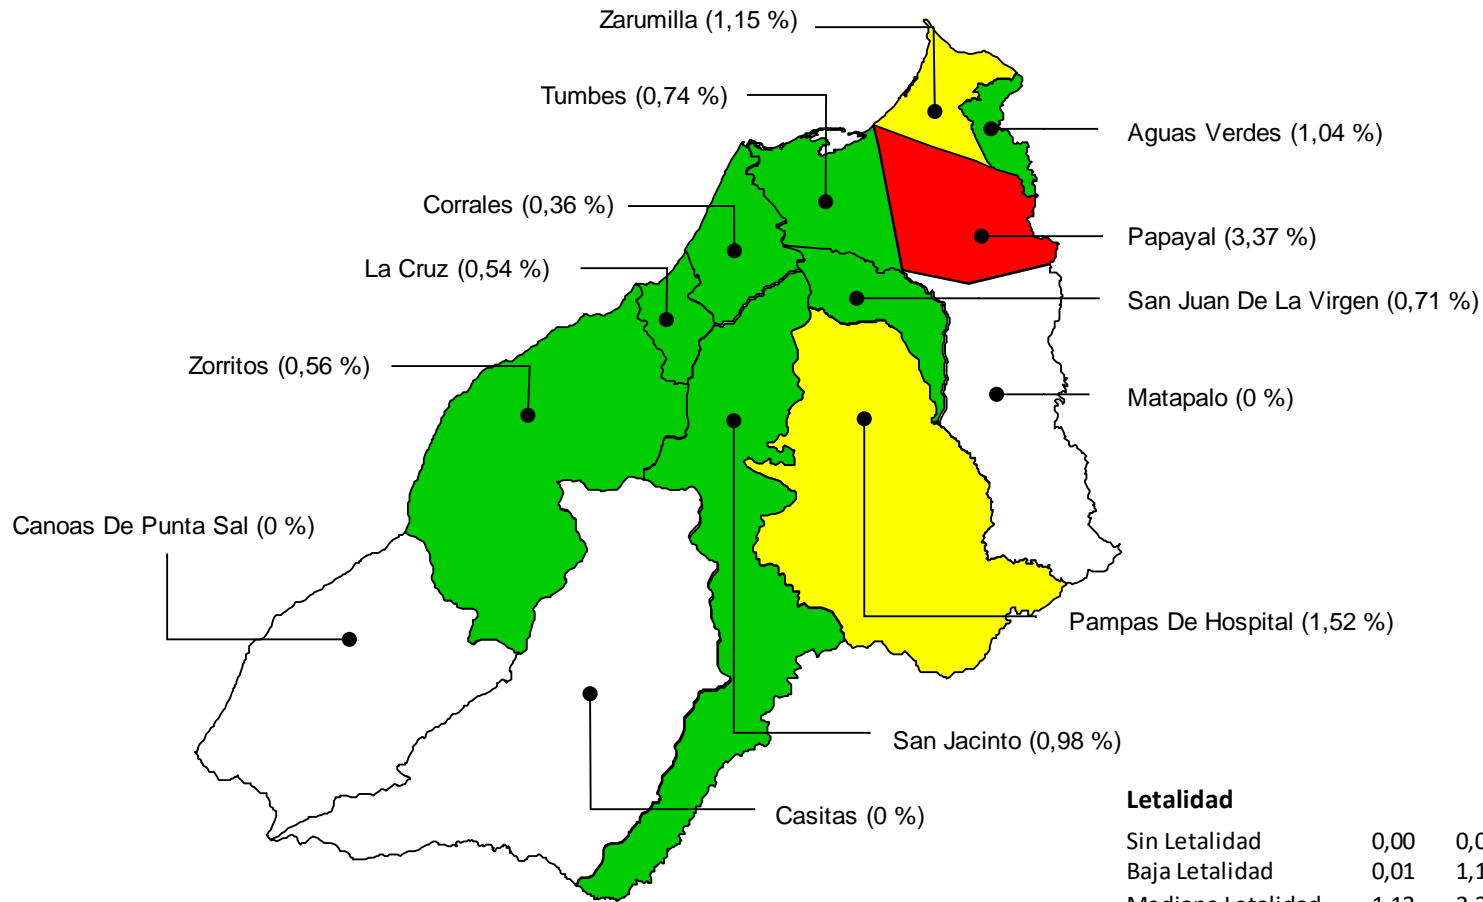 Zarumilla (1,15 %)
Tumbes (0,74 %)
Aguas Verdes (1,04 %)
Corrales (0,36 %)
Papayal (3,37 %)
La Cruz (0,54 %)
San Juan De La Virgen (0,71 %)
Zorritos (0,56 %)
Matapalo (0 %)
Canoas De Punta Sal (0 %)
Pampas De Hospital (1,52 %)
San Jacinto (0,98 %)
Casitas (0 %)
Letalidad
Sin Letalidad 0,00
Baja Letalidad 0,01
Mediana Letalidad